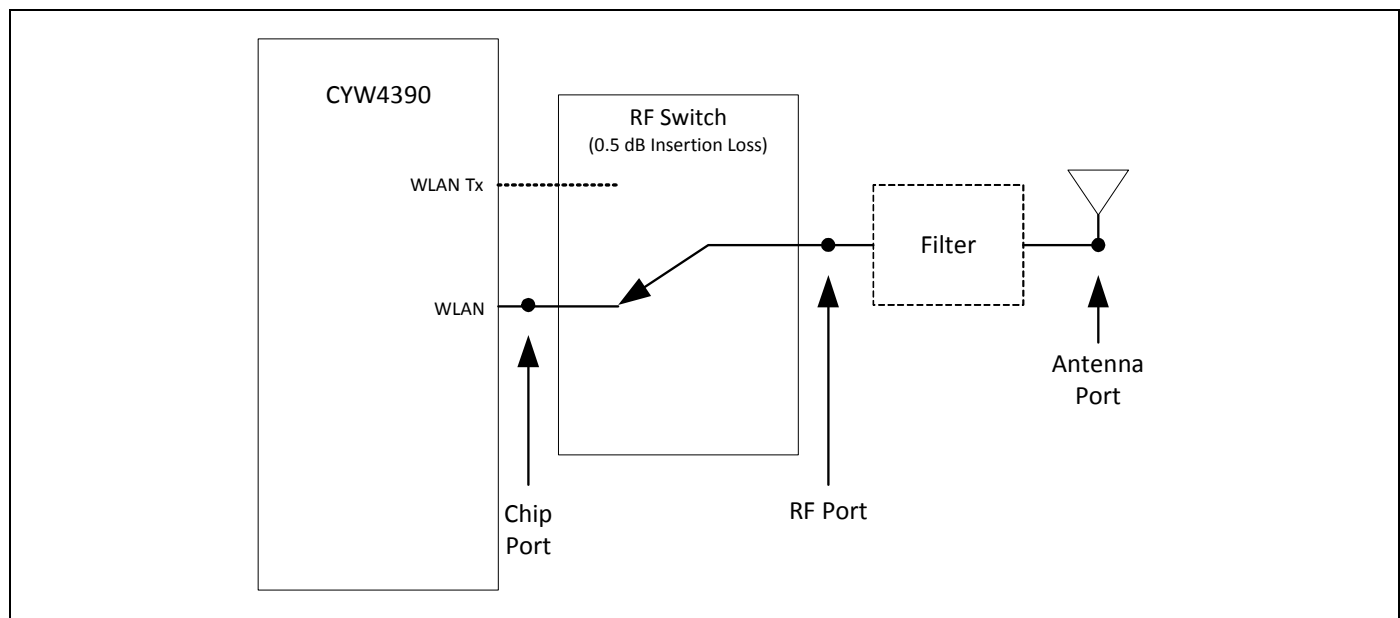 CYW4390
RF Switch
(0.5 dB Insertion Loss)
WLAN Tx
Filter
WLAN
Antenna
Port
Chip
Port
RF Port